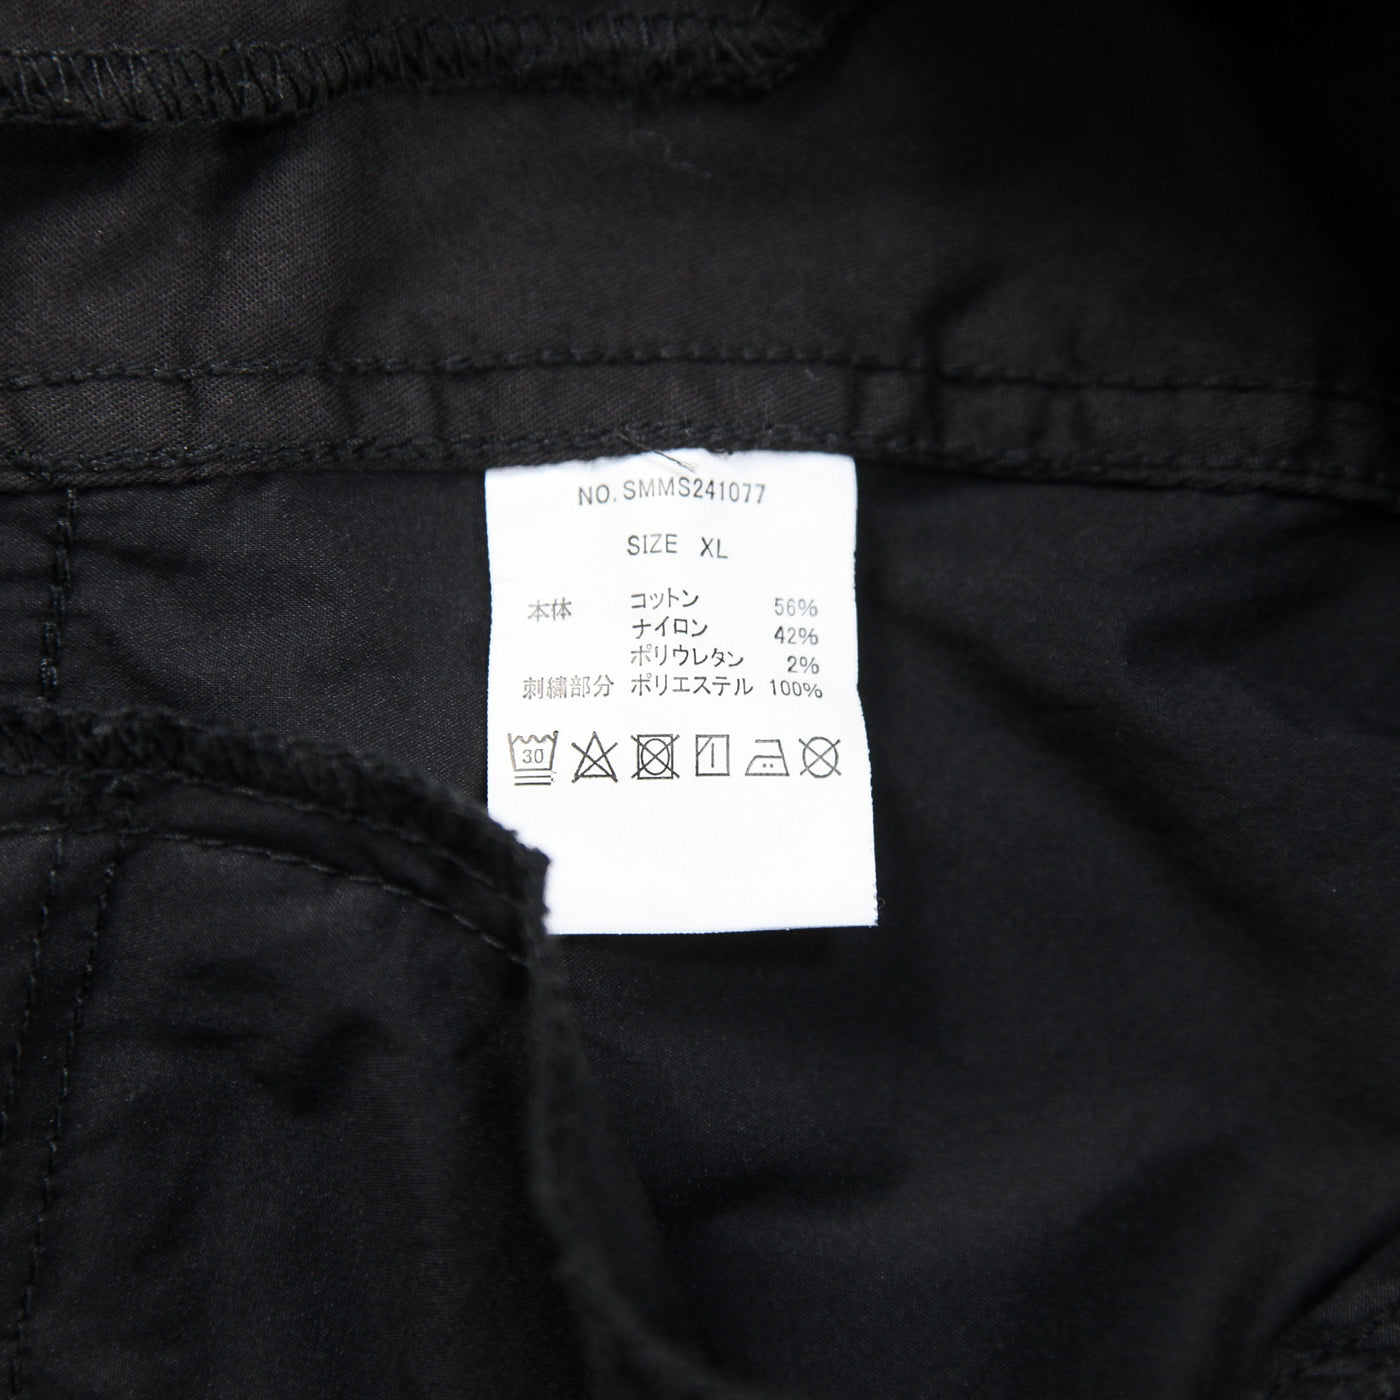 NO. SMMS241077
SIZE XL
本体 コットン 56%
ナイロン 42%
ポリウレタン 2%
刺繍部分 ポリエステル 100%
30